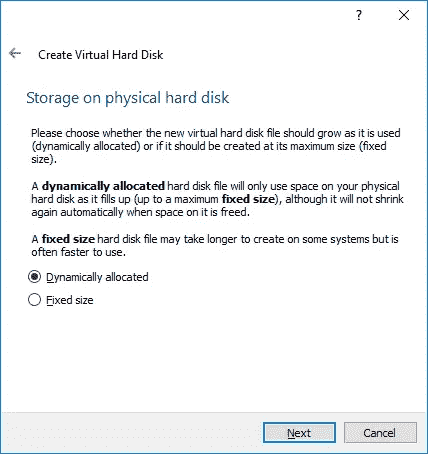 ?
Create Virtual Hard Disk
Storage on physical hard disk
Please choose whether the new virtual hard disk file should grow as it is used
(dynamically allocated) or if it should be created at its maximum size (fixed
size).
A dynamically allocated hard disk file will only use space on your physical
hard disk as it fills up (up to a maximum fixed size), although it will not shrink
again automatically when space on it is freed.
A fixed size hard disk file may take longer to create on some systems but is
often faster to use.
Dynamically allocated
Fixed size
Next Cancel